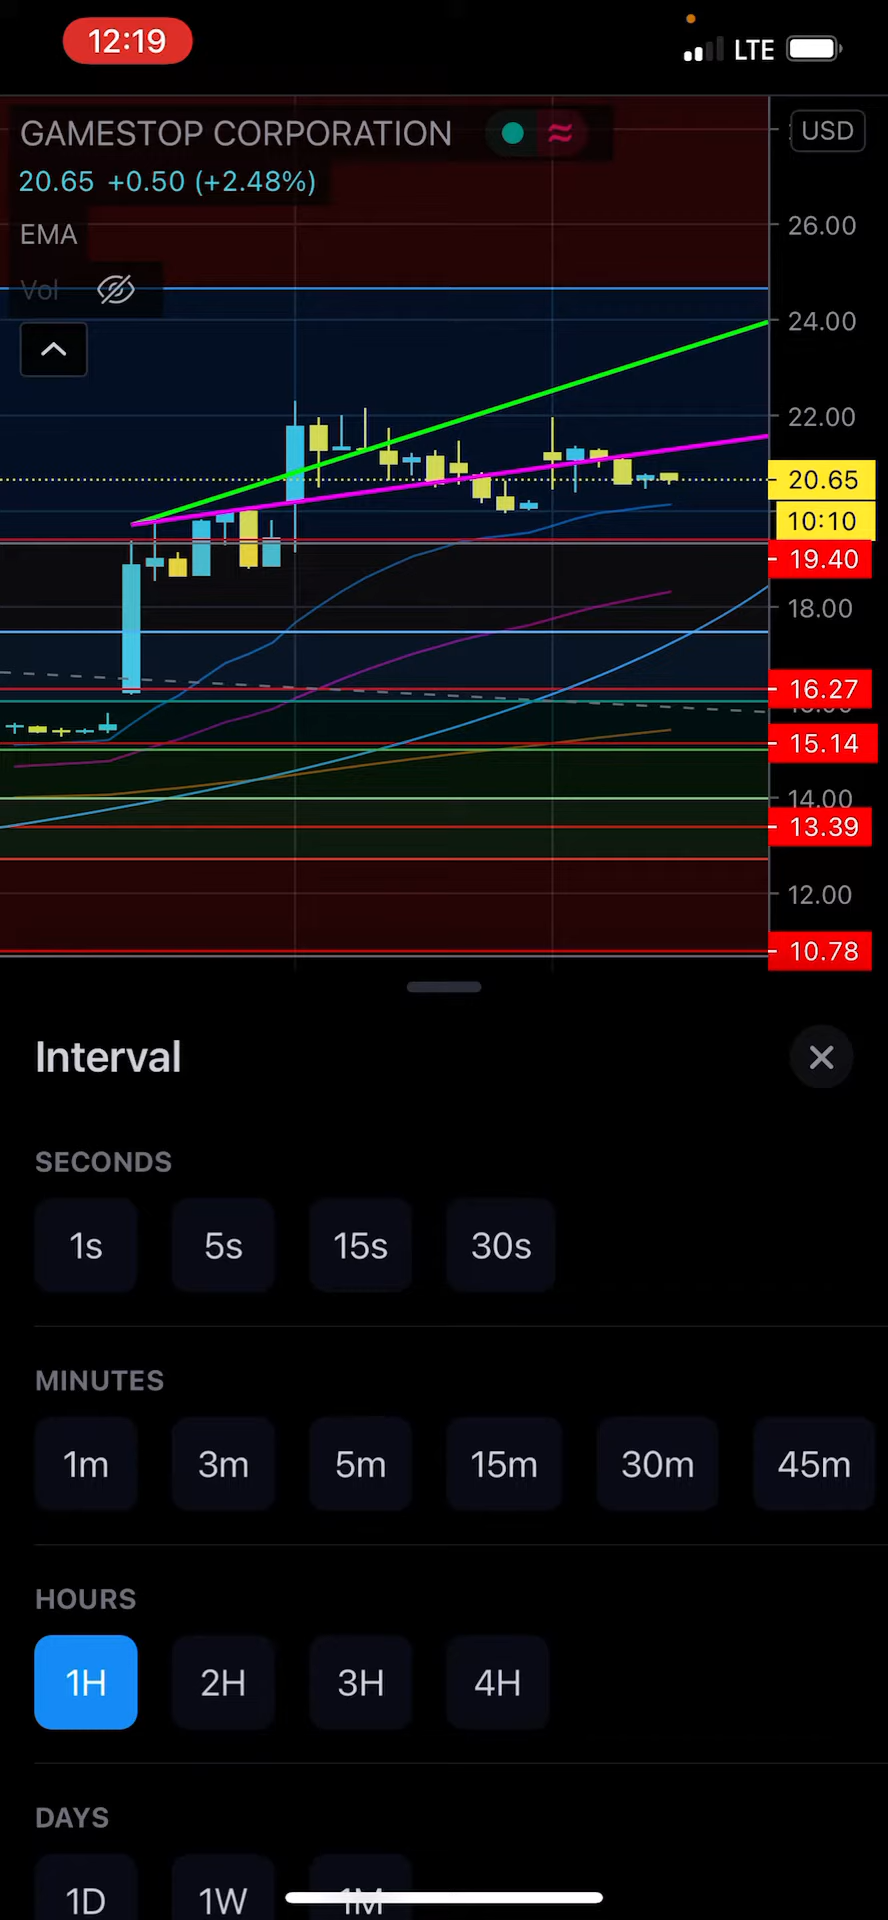 12:19
LTE
GAMESTOP CORPORATION
USD
20.65 +0.50 (+2.48%)
26.00
EMA
Vol
24.00
22.00
20.65
10:10
19.40
18.00
16.27
15.14
14.00
13.39
12.00
10.78
Interval
SECONDS
1s 5s 15s 30s
MINUTES
1m 3m 5m 15m 30m 45m
HOURS
1H 2H 3H 4H
DAYS
1D 1W 1M